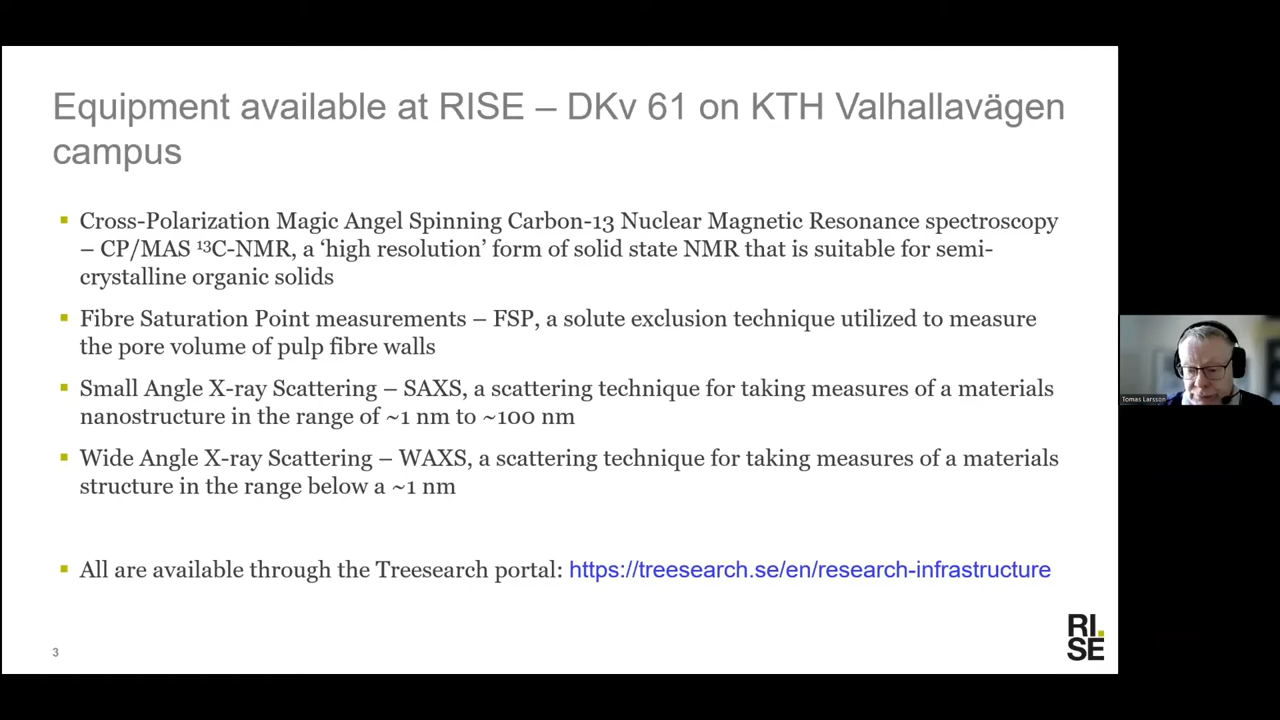 Equipment available at RISE – DKv 61 on KTH Valhallavägen
campus
▪ Cross-Polarization Magic Angel Spinning Carbon-13 Nuclear Magnetic Resonance spectroscopy
– CP/MAS ¹³C-NMR, a ‘high resolution’ form of solid state NMR that is suitable for semi-
crystalline organic solids
▪ Fibre Saturation Point measurements – FSP, a solute exclusion technique utilized to measure
the pore volume of pulp fibre walls
▪ Small Angle X-ray Scattering – SAXS, a scattering technique for taking measures of a materials
nanostructure in the range of ~1 nm to ~100 nm
▪ Wide Angle X-ray Scattering – WAXS, a scattering technique for taking measures of a materials
structure in the range below a ~1 nm
▪ All are available through the Treesearch portal: https://treesearch.se/en/research-infrastructure
3
RI.
SE
Tomas Larsson